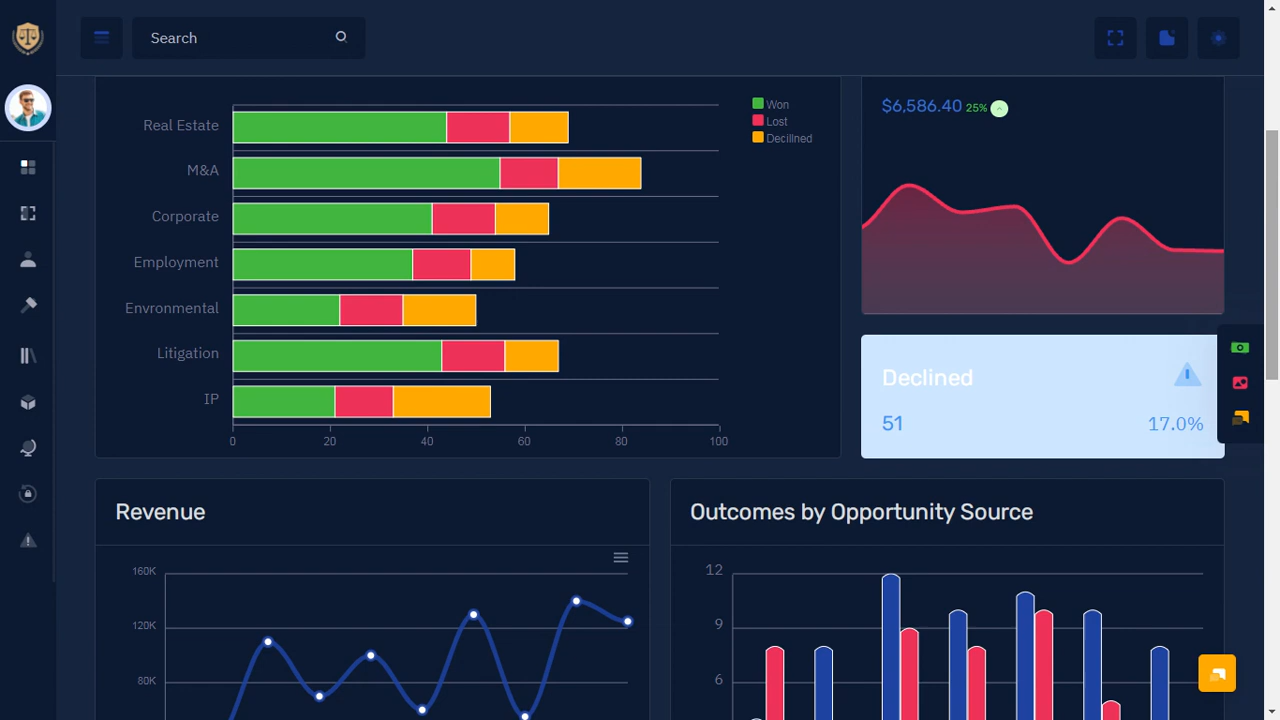 Search
Real Estate
M&A
Corporate
Employment
Envronmental
Litigation
IP
0 20 40 60 80 100
Won
Lost
Decilned
$6,586.40 25%
Declined
51 17.0%
Revenue
160K
120K
80K
Outcomes by Opportunity Source
12
9
6